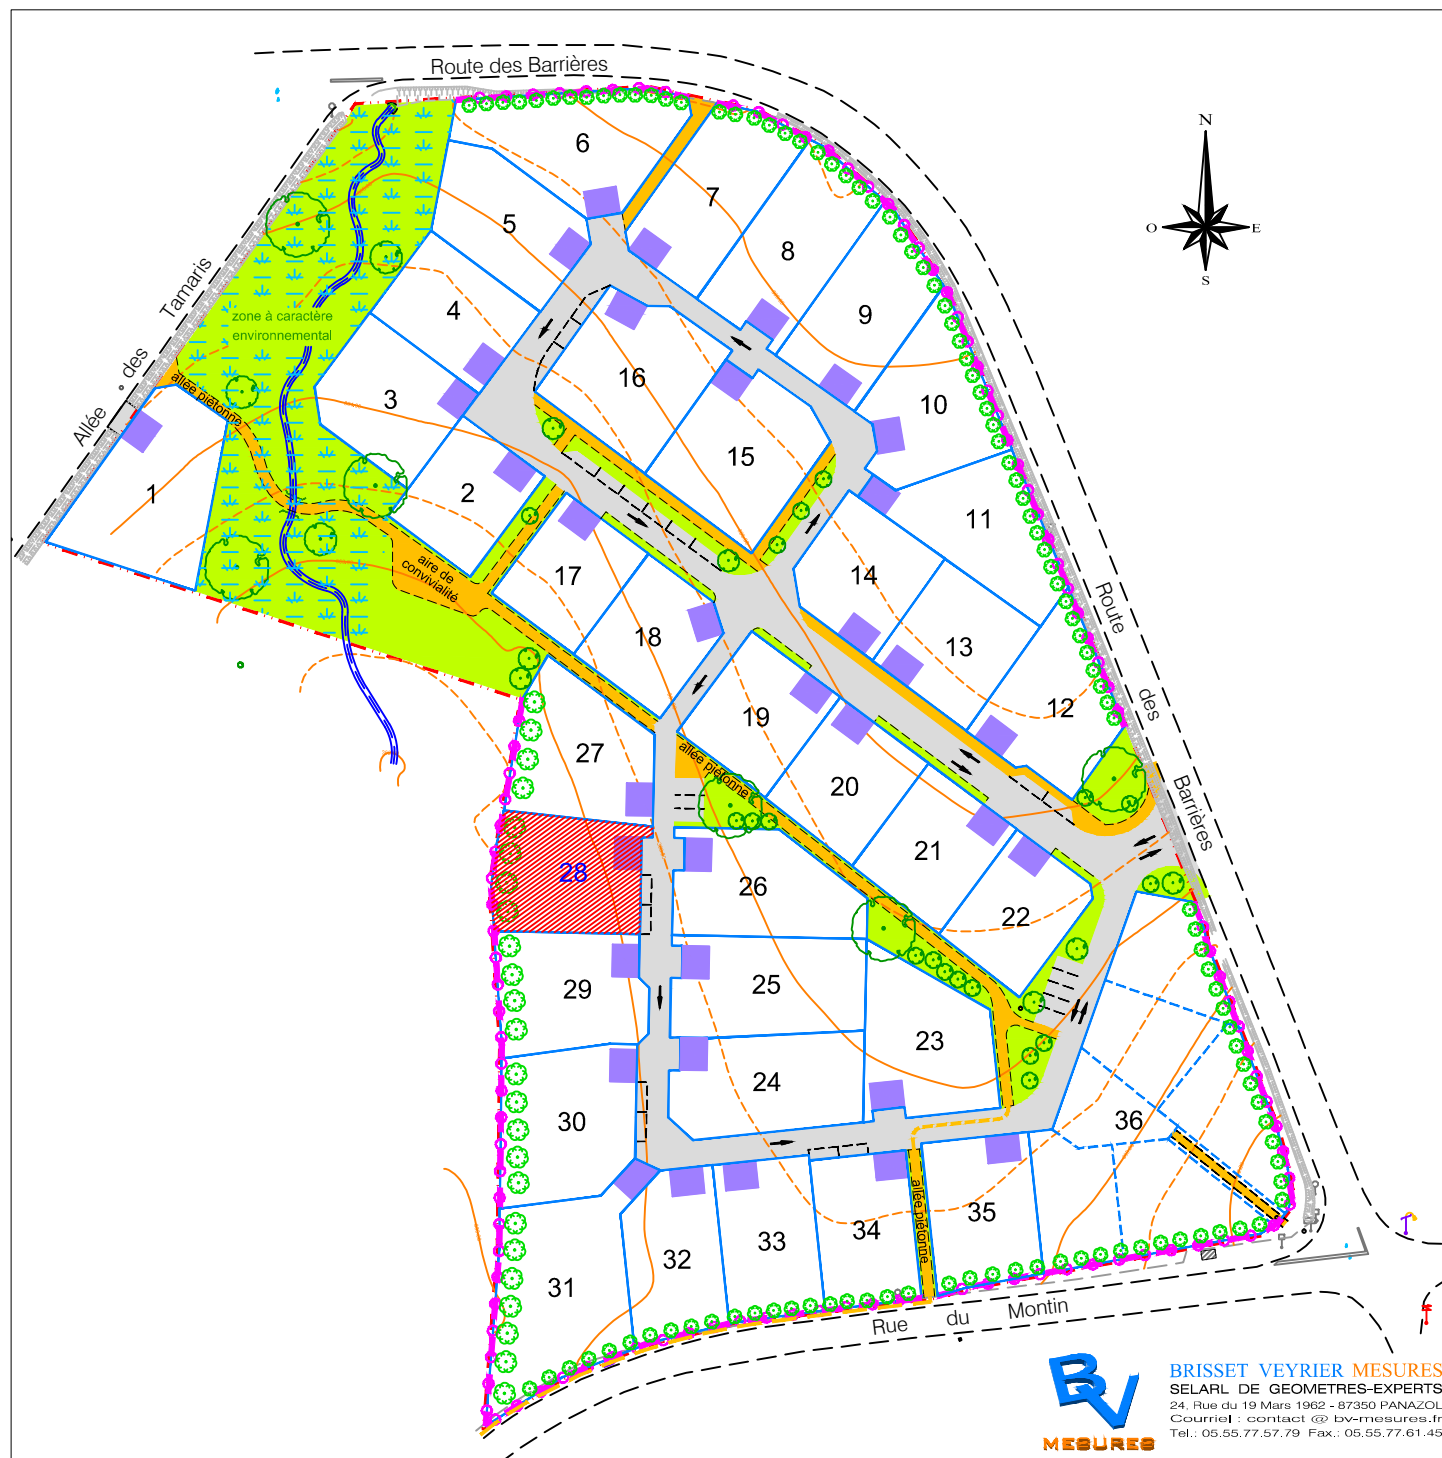 Route des Barrières
N
O
E
S
6
7
5
8
4
9
Allée des Tamaris
zone à caractère
environnemental
allée piétonne
16
3
10
15
1
2
11
aire de
convivialité
17
14
18
13
Route des Barrières
19
12
27
allée piétonne
20
21
28
26
22
29
25
23
24
30
36
allée piétonne
35
34
33
32
31
Rue du Montin
BV
MESURES
BRISSET VEYRIER MESURES
SELARL DE GEOMETRES-EXPERTS
24, Rue du 19 Mars 1962 - 87350 PANAZOL
Courriel : contact @ bv-mesures.fr
Tel.: 05.55.77.57.79 Fax.: 05.55.77.61.45